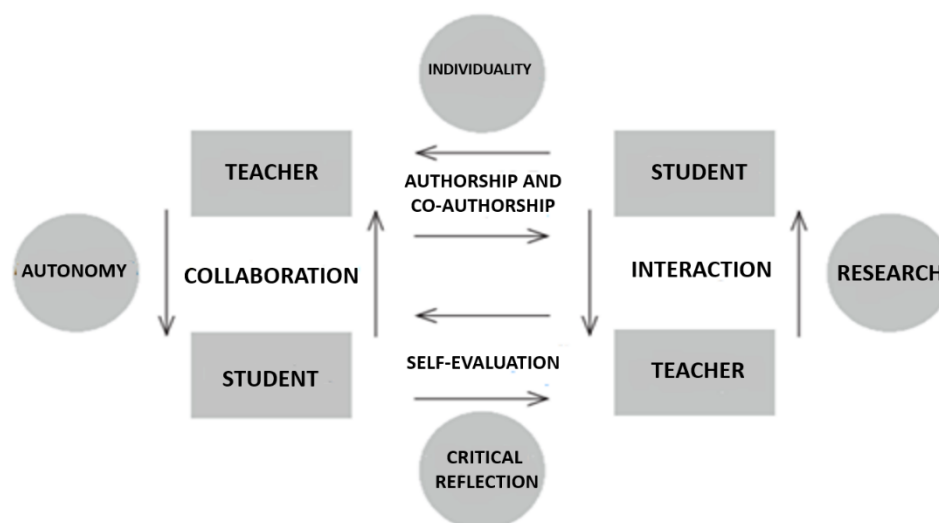 INDIVIDUALITY
TEACHER
AUTHORSHIP AND
CO-AUTHORSHIP
STUDENT
AUTONOMY
COLLABORATION
INTERACTION
RESEARCH
STUDENT
SELF-EVALUATION
TEACHER
CRITICAL
REFLECTION